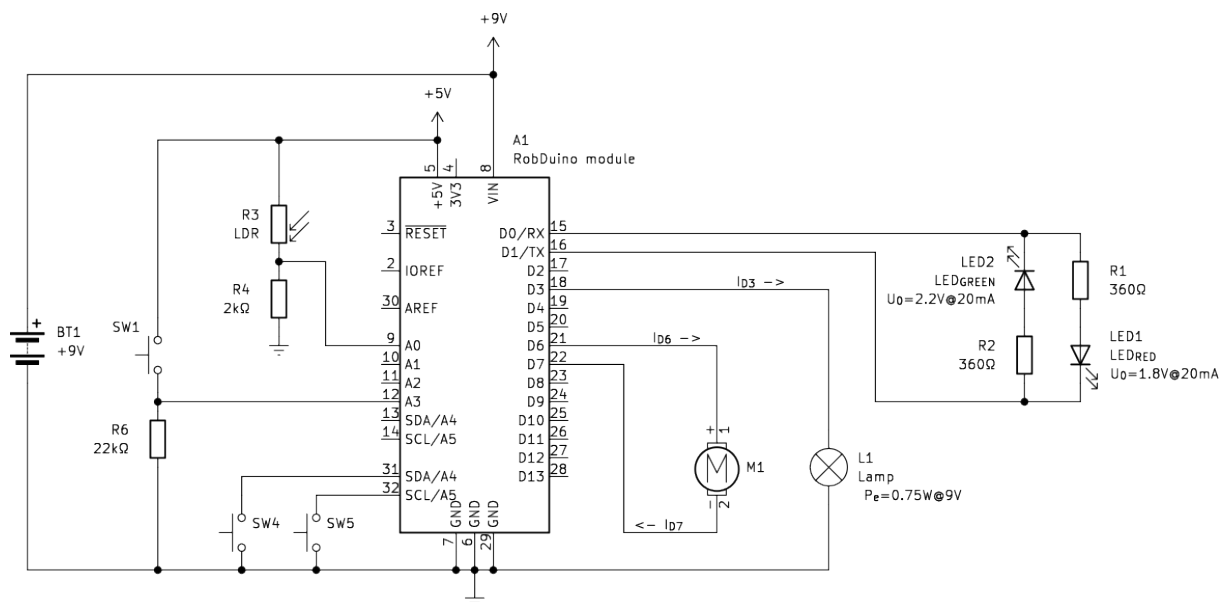 +9V
+5V
A1
RobDuino module
5
4
8
+5V
3V3
VIN
R3
LDR
R4
2kΩ
SW1
BT1
+9V
+
R6
22kΩ
SW4
SW5
3 RESET
2 IOREF
30 AREF
9 A0
10 A1
11 A2
12 A3
13 SDA/A4
14 SCL/A5
31 SDA/A4
32 SCL/A5
D0/RX 15
D1/TX 16
D2 17
D3 18
D4 19
D5 20
D6 21
D7 22
D8 23
D9 24
D10 25
D11 26
D12 27
D13 28
GND
GND
GND
7
6
29
ID3 ->
ID6 ->
<- ID7
+
1
M
M1
-
2
L1
Lamp
Pe=0.75W@9V
LED2
LEDGREEN
U0=2.2V@20mA
R2
360Ω
R1
360Ω
LED1
LEDRED
U0=1.8V@20mA